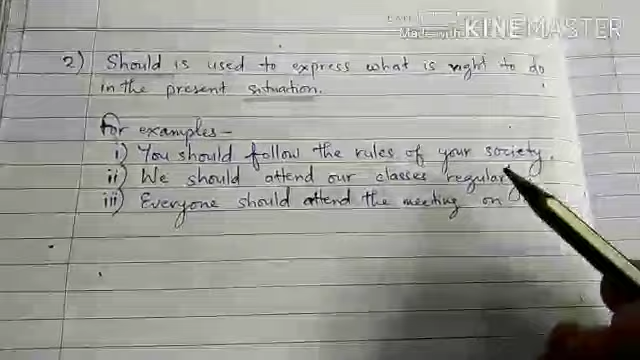 Made with KINEMASTER
2) Should is used to express what is right to do
in the present situation.
For examples-
i) You should follow the rules of your society.
ii) We should attend our classes
iii) Everyone should attend the meeting on